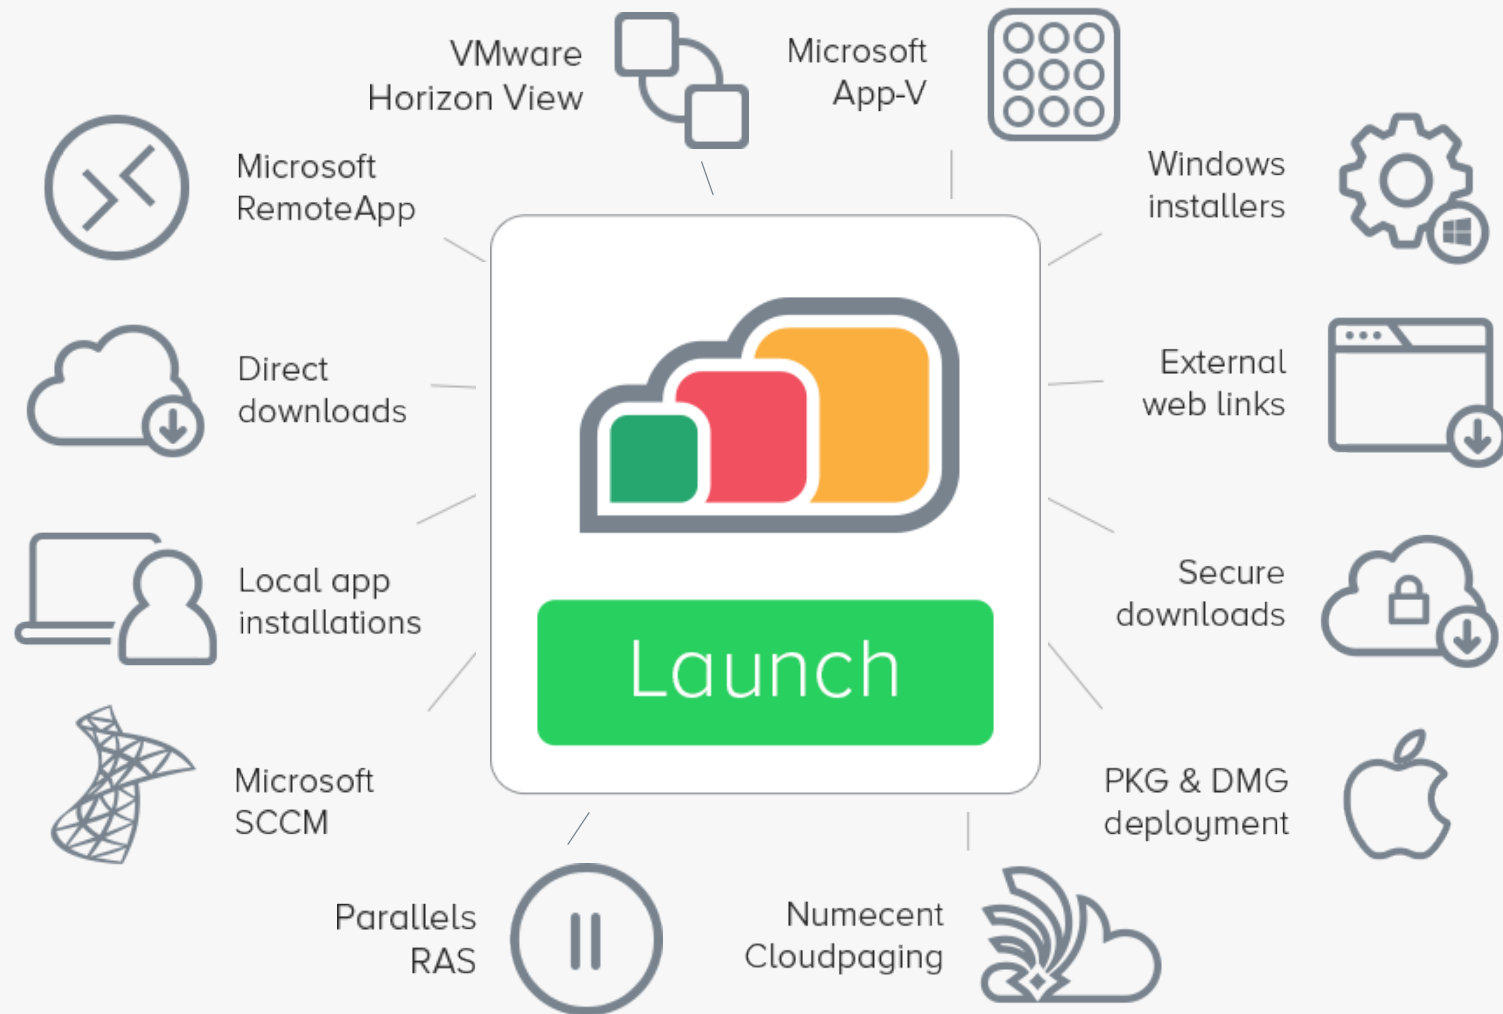 VMware
Horizon View
Microsoft
App-V
Microsoft
RemoteApp
Windows
installers
Direct
downloads
External
web links
Local app
installations
Secure
downloads
Launch
Microsoft
SCCM
PKG & DMG
deployment
Parallels
RAS
Numecent
Cloudpaging